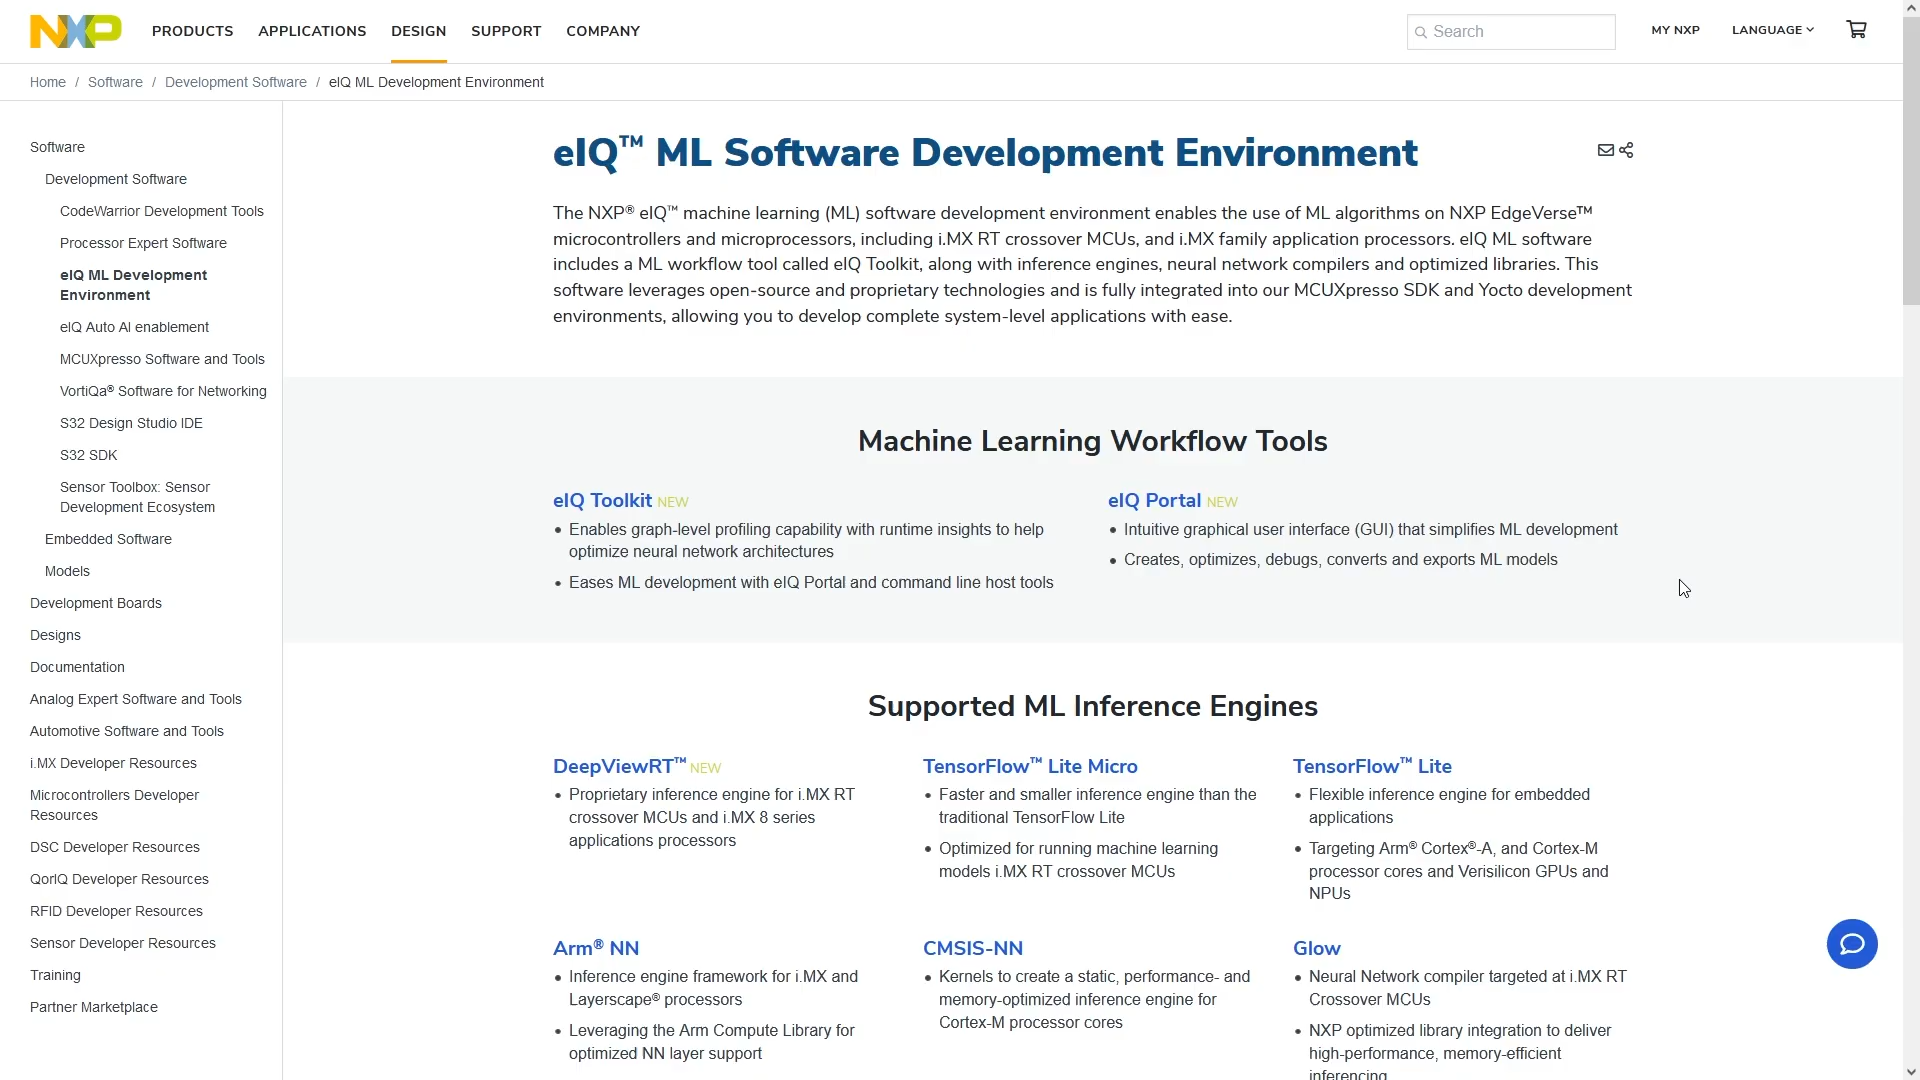 NXP
PRODUCTS
APPLICATIONS
DESIGN
SUPPORT
COMPANY
Search
MY NXP
LANGUAGE
Home / Software / Development Software / eIQ ML Development Environment
Software
Development Software
CodeWarrior Development Tools
Processor Expert Software
eIQ ML Development
Environment
eIQ Auto AI enablement
MCUXpresso Software and Tools
VortiQa® Software for Networking
S32 Design Studio IDE
S32 SDK
Sensor Toolbox: Sensor
Development Ecosystem
Embedded Software
Models
Development Boards
Designs
Documentation
Analog Expert Software and Tools
Automotive Software and Tools
i.MX Developer Resources
Microcontrollers Developer
Resources
DSC Developer Resources
QorIQ Developer Resources
RFID Developer Resources
Sensor Developer Resources
Training
Partner Marketplace
eIQ™ ML Software Development Environment
The NXP® eIQ™ machine learning (ML) software development environment enables the use of ML algorithms on NXP EdgeVerse™
microcontrollers and microprocessors, including i.MX RT crossover MCUs, and i.MX family application processors. eIQ ML software
includes a ML workflow tool called eIQ Toolkit, along with inference engines, neural network compilers and optimized libraries. This
software leverages open-source and proprietary technologies and is fully integrated into our MCUXpresso SDK and Yocto development
environments, allowing you to develop complete system-level applications with ease.
Machine Learning Workflow Tools
eIQ Toolkit NEW
• Enables graph-level profiling capability with runtime insights to help
optimize neural network architectures
• Eases ML development with eIQ Portal and command line host tools
eIQ Portal NEW
• Intuitive graphical user interface (GUI) that simplifies ML development
• Creates, optimizes, debugs, converts and exports ML models
Supported ML Inference Engines
DeepViewRT™ NEW
• Proprietary inference engine for i.MX RT
crossover MCUs and i.MX 8 series
applications processors
TensorFlow™ Lite Micro
• Faster and smaller inference engine than the
traditional TensorFlow Lite
• Optimized for running machine learning
models i.MX RT crossover MCUs
TensorFlow™ Lite
• Flexible inference engine for embedded
applications
• Targeting Arm® Cortex®-A, and Cortex-M
processor cores and Verisilicon GPUs and
NPUs
Arm® NN
• Inference engine framework for i.MX and
Layerscape® processors
• Leveraging the Arm Compute Library for
optimized NN layer support
CMSIS-NN
• Kernels to create a static, performance- and
memory-optimized inference engine for
Cortex-M processor cores
Glow
• Neural Network compiler targeted at i.MX RT
Crossover MCUs
• NXP optimized library integration to deliver
high-performance, memory-efficient
inferencing